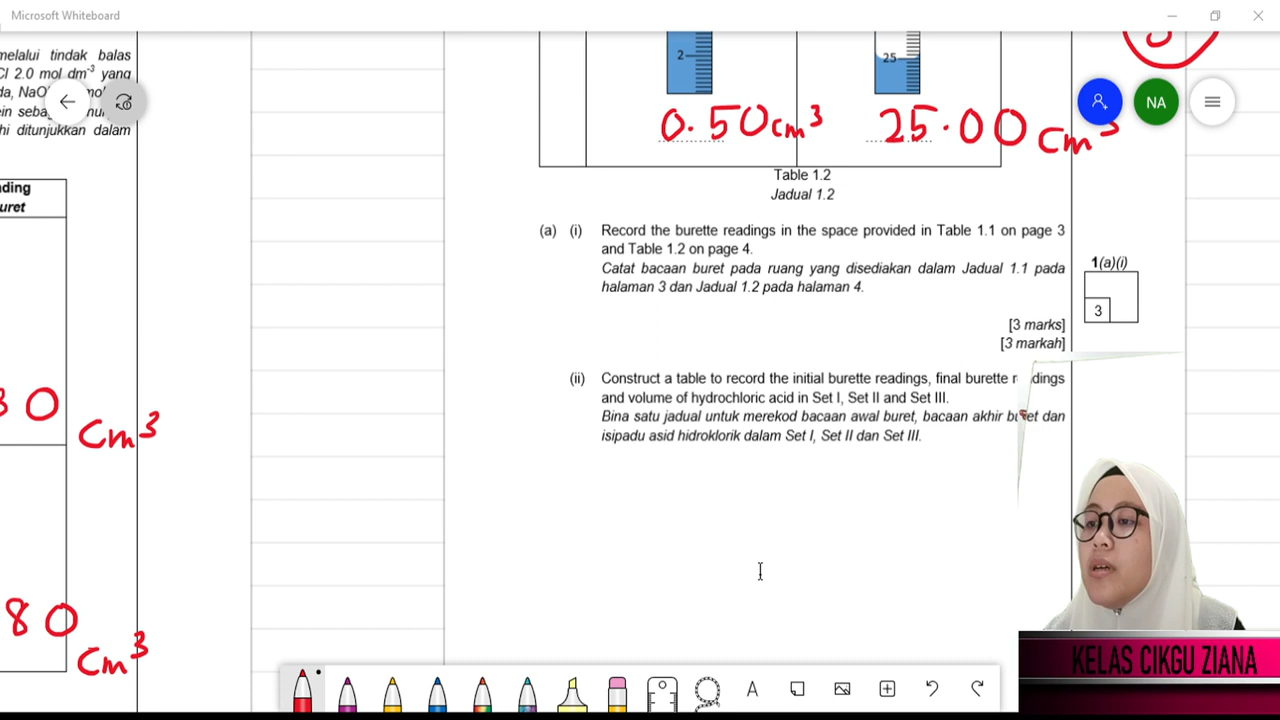 Microsoft Whiteboard
melalui tindak balas
Cl 2.0 mol dm-3 yang
da, NaO
ein seba
hi ditunjukkan dalam
ding
uret
30
cm3
80
cm3
2
25
0.50cm3
25.00 cm3
Table 1.2
Jadual 1.2
(a) (i) Record the burette readings in the space provided in Table 1.1 on page 3
and Table 1.2 on page 4.
Catat bacaan buret pada ruang yang disediakan dalam Jadual 1.1 pada
halaman 3 dan Jadual 1.2 pada halaman 4.
1(a)(i)
3
[3 marks]
[3 markah]
(ii) Construct a table to record the initial burette readings, final burette r dings
and volume of hydrochloric acid in Set I, Set II and Set III.
Bina satu jadual untuk merekod bacaan awal buret, bacaan akhir buret dan
isipadu asid hidroklorik dalam Set I, Set II dan Set III.
NA
KELAS CIKGU ZIANA
A